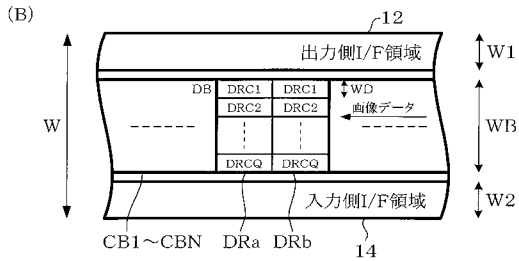 (B)
12
出力側I/F領域
W1
DB
DRC1 DRC1
WD
DRC2 DRC2
画像データ
W
WB
DRCQ DRCQ
入力側I/F領域
W2
CB1~CBN DRa DRb
14